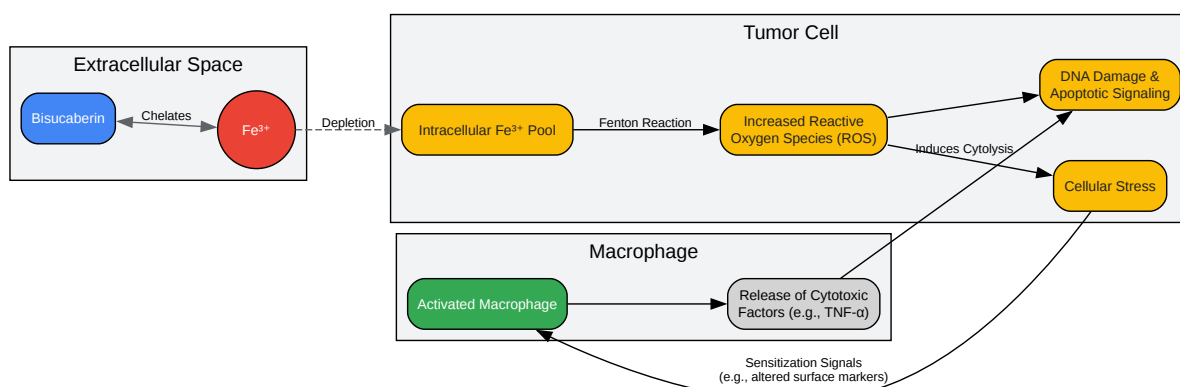 Tumor Cell
Extracellular Space
Bisucaberin
Chelates
Fe³⁺
Depletion
Intracellular Fe³⁺ Pool
Fenton Reaction
Increased Reactive
Oxygen Species (ROS)
DNA Damage &
Apoptotic Signaling
Induces Cytolysis
Cellular Stress
Macrophage
Activated Macrophage
Release of Cytotoxic
Factors (e.g., TNF-α)
Sensitization Signals
(e.g., altered surface markers)